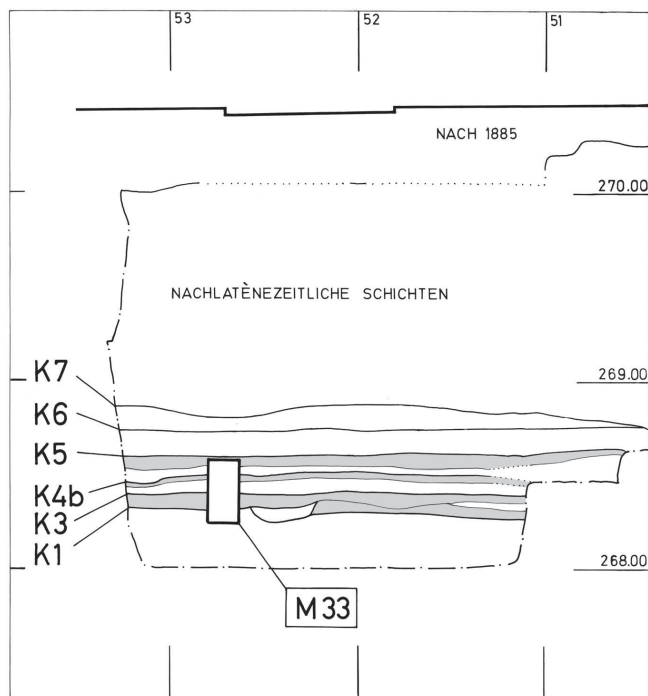 53
52
51
NACH 1885
270.00
NACHLATÈNEZEITLICHE SCHICHTEN
269.00
K7
K6
K5
K4b
K3
K1
268.00
M33